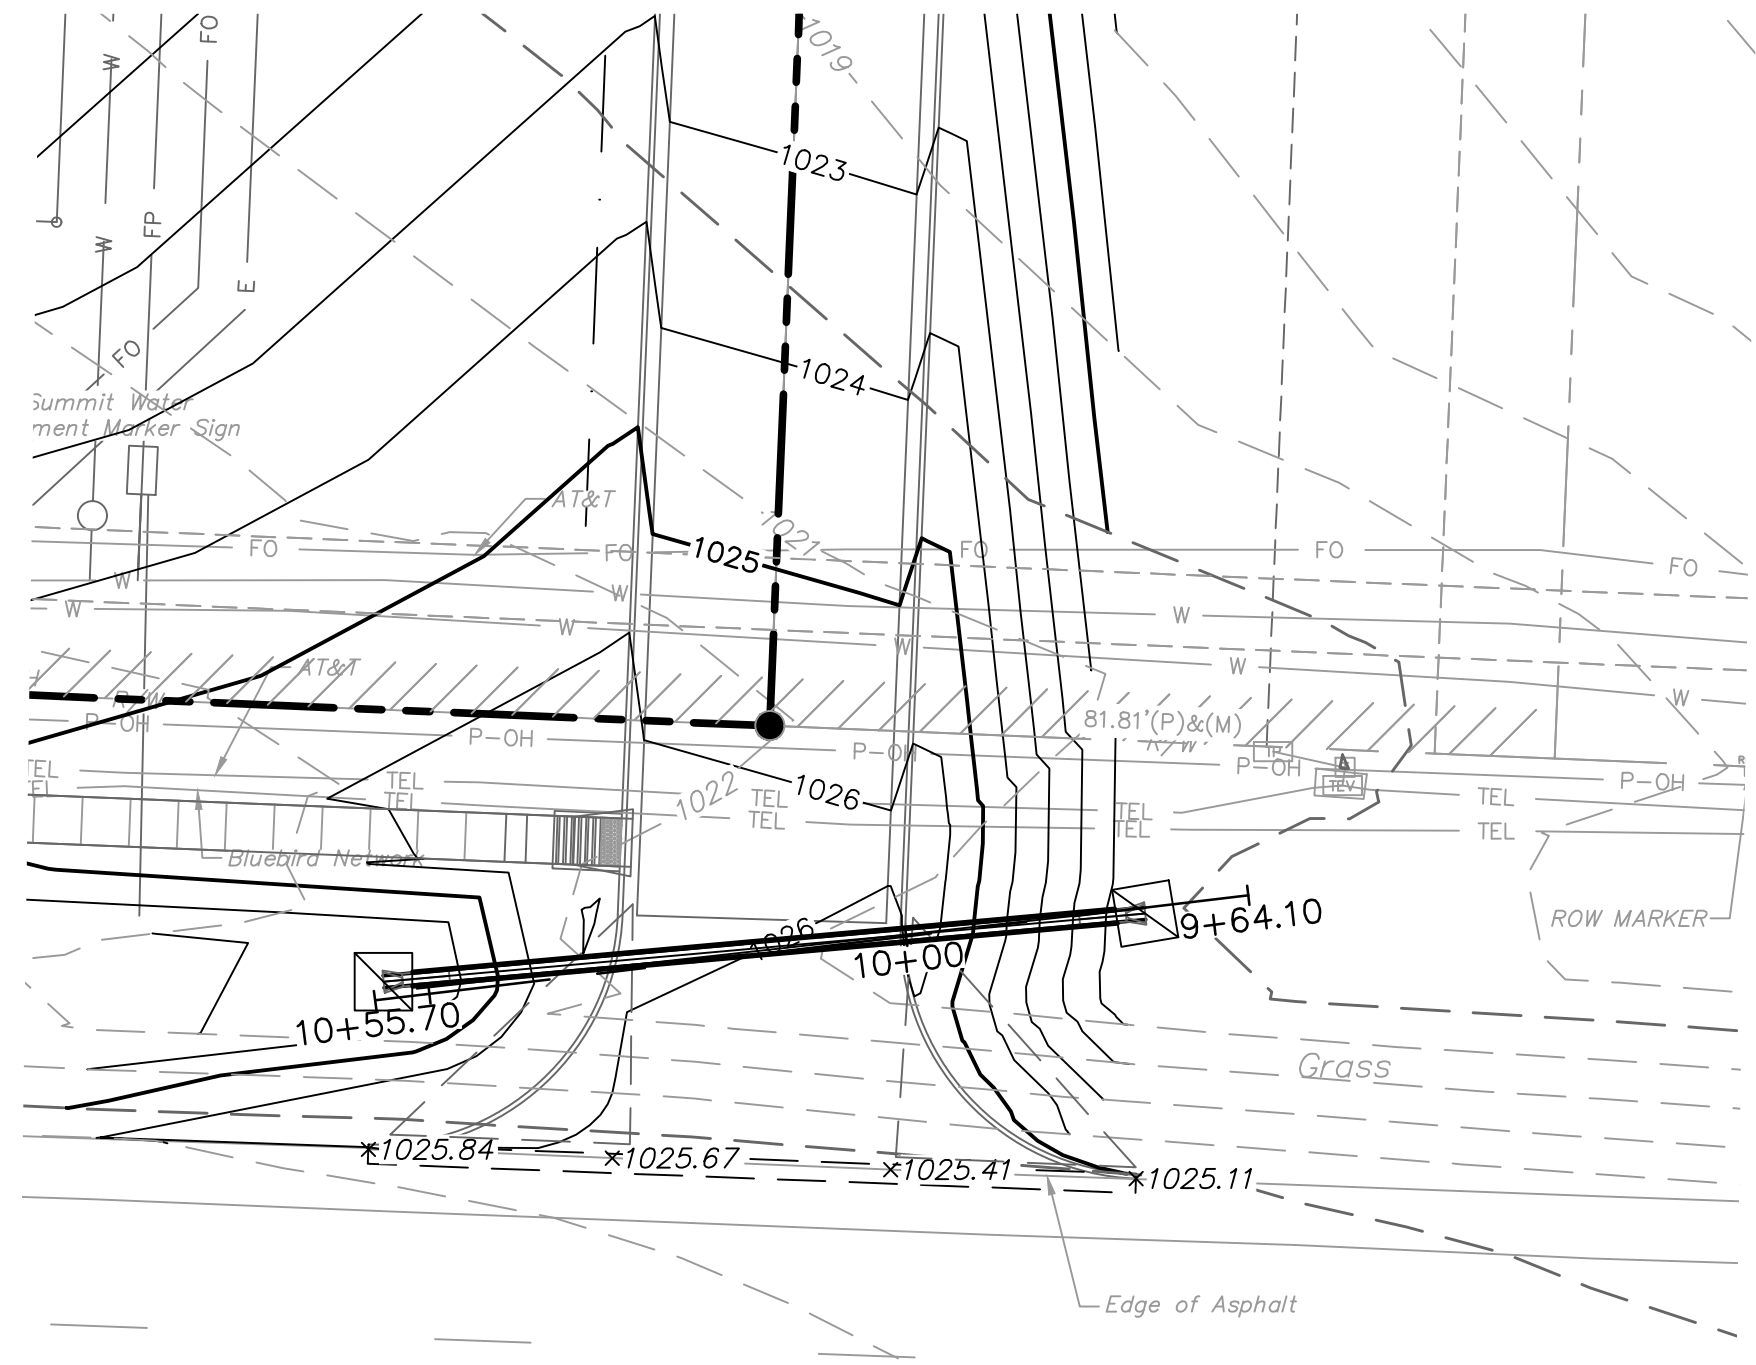 FO
1019
W
1023
FP
W
E
FO
1024
Summit Water
ment Marker Sign
AT&T
1021
FO
FO
1025
FO
FO
FO
W
W
W
W
W
W
W
W
AT&T
R/W
P-OH
81.81'(P)&(M)
R/W
P-OH
P-OH
TP
P-OH
P-OH
TEL
TEL
TEL
TEL
1022
1026
TEL
TEL
TEL
TEL
TEV
TEL
TEL
Bluebird Network
9+64.10
ROW MARKER
1026
10+00
10+55.70
Grass
1025.84
1025.67
1025.41
1025.11
Edge of Asphalt